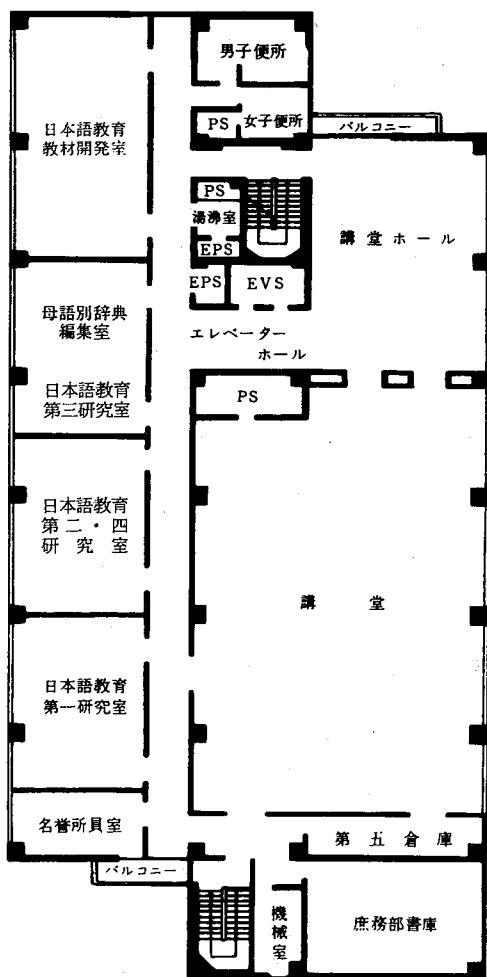 男子便所
PS
女子便所
バルコニー
日本語教育
教材開発室
PS
湯沸室
EPS
講堂ホール
EPS
EVS
母語別辞典
編集室
エレベーター
ホール
日本語教育
第三研究室
PS
日本語教育
第二・四
研究室
講堂
日本語教育
第一研究室
名誉所員室
第五倉庫
バルコニー
機械室
庶務部書庫